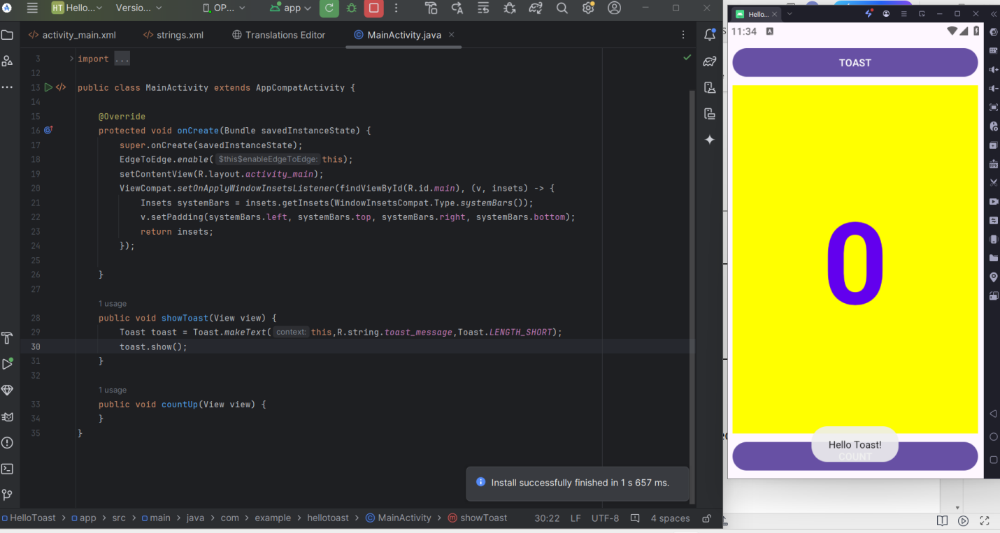 HT Hello... Versio... OP... app
activity_main.xml strings.xml Translations Editor MainActivity.java
3 import ...
12
13 public class MainActivity extends AppCompatActivity {
14
15 @Override
16 protected void onCreate(Bundle savedInstanceState) {
17 super.onCreate(savedInstanceState);
18 EdgeToEdge.enable( $this$enableEdgeToEdge: this);
19 setContentView(R.layout.activity_main);
20 ViewCompat.setOnApplyWindowInsetsListener(findViewById(R.id.main), (v, insets) -> {
21 Insets systemBars = insets.getInsets(WindowInsetsCompat.Type.systemBars());
22 v.setPadding(systemBars.left, systemBars.top, systemBars.right, systemBars.bottom);
23 return insets;
24 });
25
26 }
27
1 usage
28 public void showToast(View view) {
29 Toast toast = Toast.makeText( context: this,R.string.toast_message,Toast.LENGTH_SHORT);
30 toast.show();
31 }
32
1 usage
33 public void countUp(View view) {
34 }
35 }
Install successfully finished in 1 s 657 ms.
HelloToast > app > src > main > java > com > example > hellotoast > MainActivity > showToast 30:22 LF UTF-8 4 spaces
Hello...
11:34 A
TOAST
0
Hello Toast!
COUNT